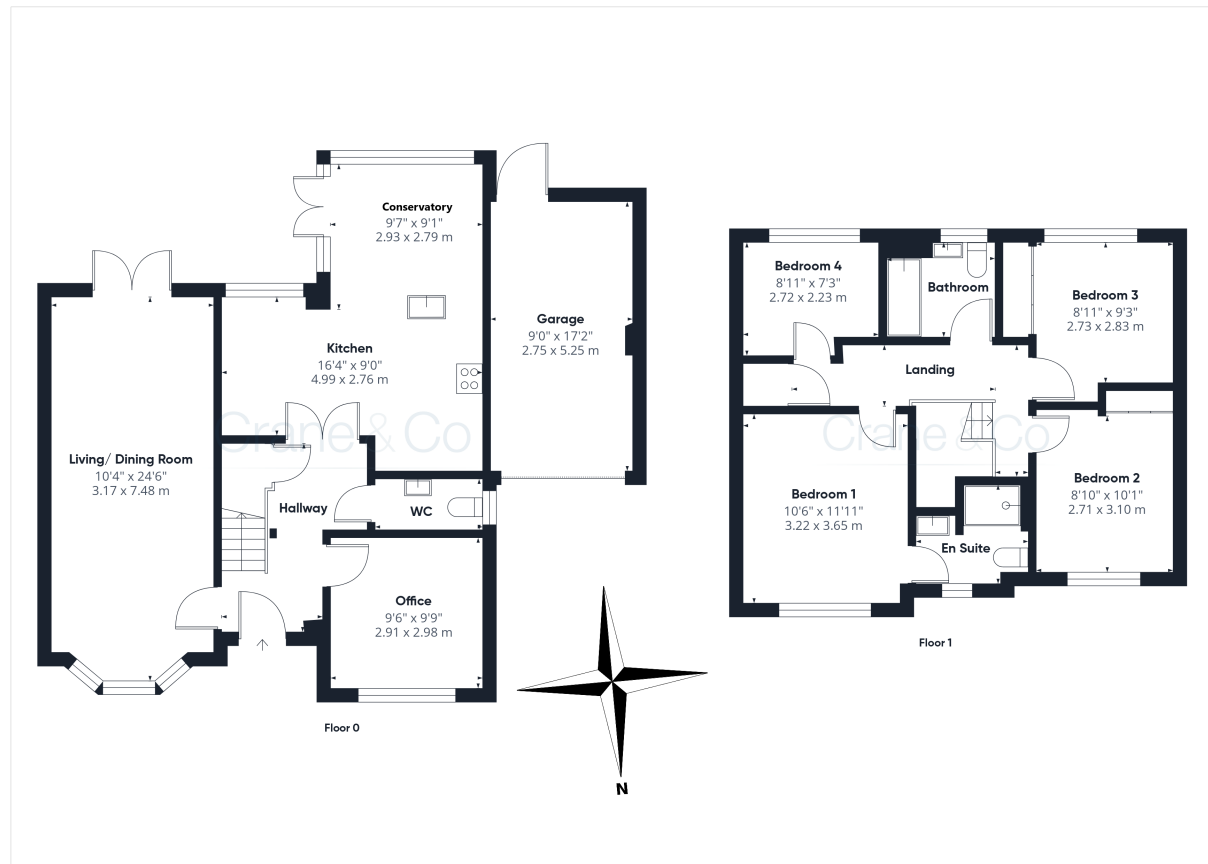 Conservatory
9'7" x 9'1"
2.93 x 2.79 m
Garage
9'0" x 17'2"
2.75 x 5.25 m
Kitchen
16'4" x 9'0"
4.99 x 2.76 m
Crane & Co
Living/ Dining Room
10'4" x 24'6"
3.17 x 7.48 m
Hallway
WC
Office
9'6" x 9'9"
2.91 x 2.98 m
Floor 0
N
Bedroom 4
8'11" x 7'3"
2.72 x 2.23 m
Bathroom
Bedroom 3
8'11" x 9'3"
2.73 x 2.83 m
Landing
Crane & Co
Bedroom 1
10'6" x 11'11"
3.22 x 3.65 m
Bedroom 2
8'10" x 10'1"
2.71 x 3.10 m
En Suite
Floor 1